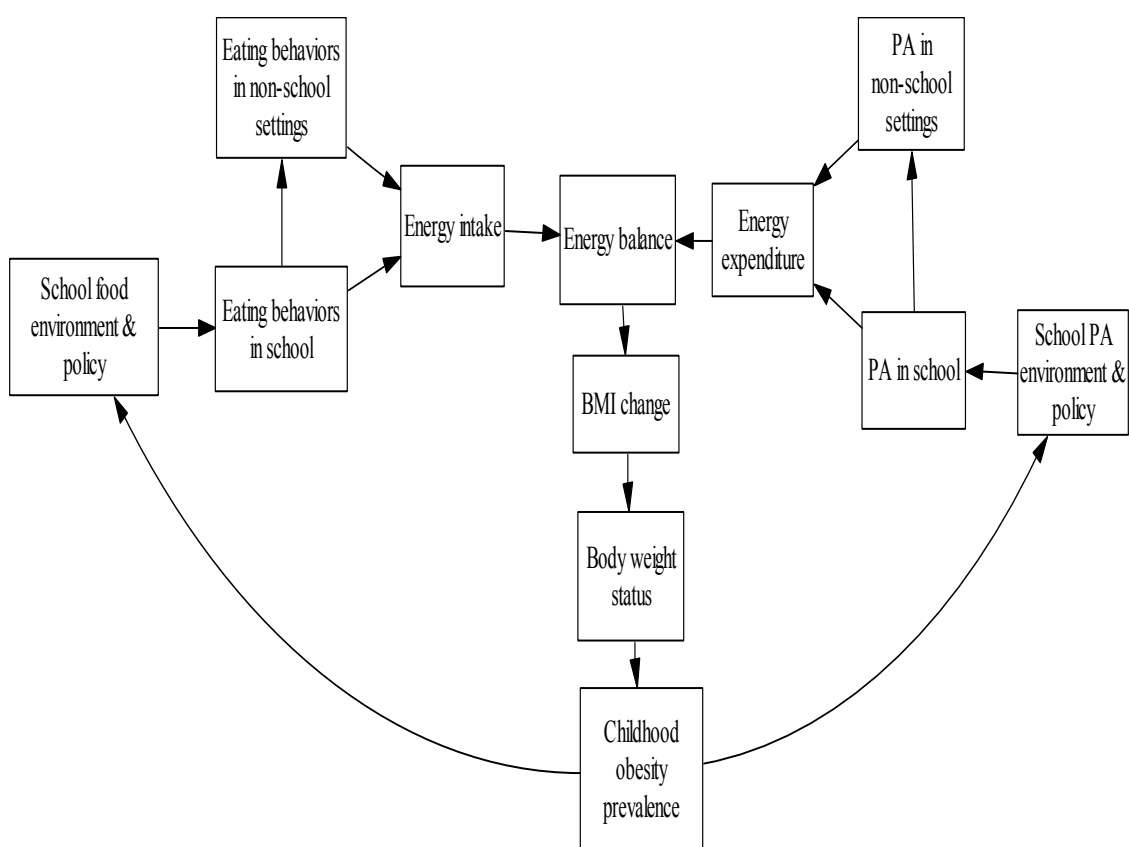 Eating behaviors
in non-school
settings
PA in
non-school
settings
Energy intake
Energy balance
Energy
expenditure
School food
environment &
policy
Eating behaviors
in school
PA in school
School PA
environment &
policy
BMI change
Body weight
status
Childhood
obesity
prevalence